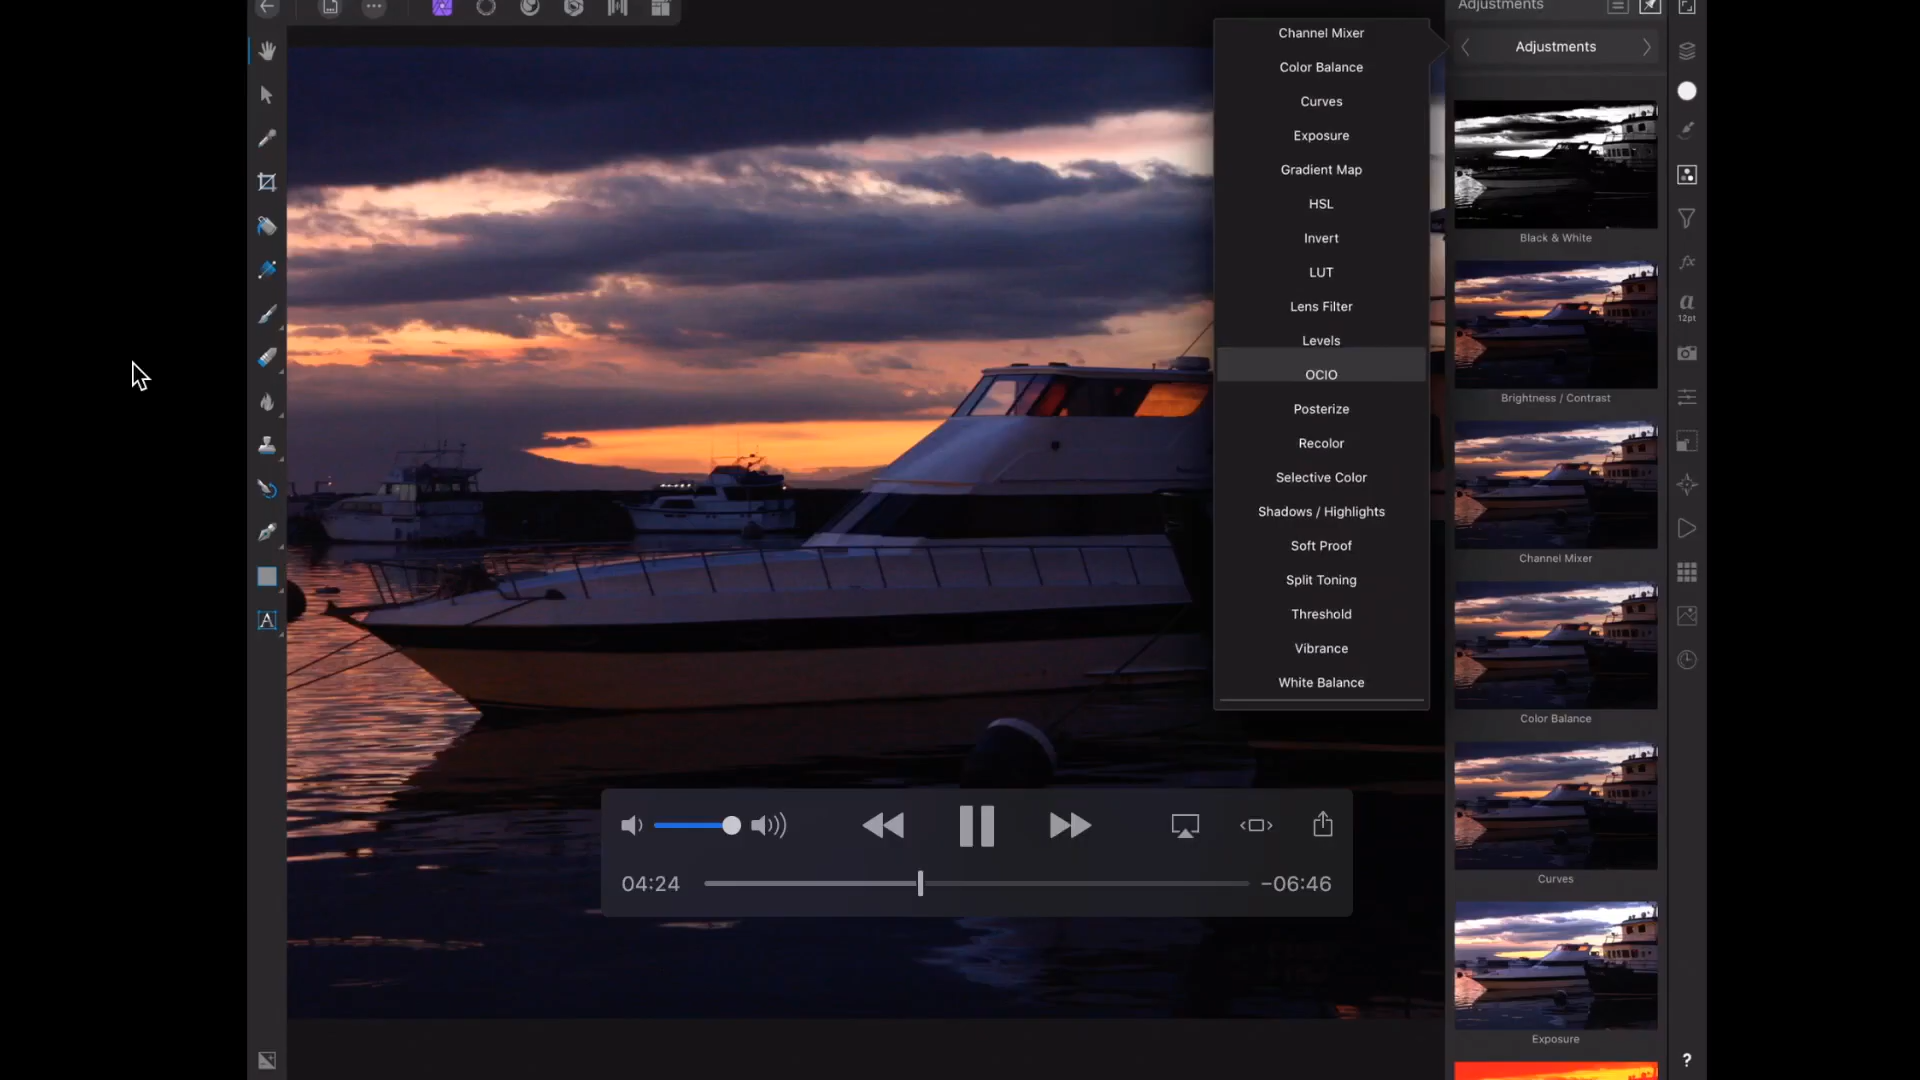 Adjustments
Adjustments
Channel Mixer
Color Balance
Curves
Exposure
Gradient Map
HSL
Invert
LUT
Lens Filter
Levels
OCIO
Posterize
Recolor
Selective Color
Shadows / Highlights
Soft Proof
Split Toning
Threshold
Vibrance
White Balance
Black & White
Brightness / Contrast
Channel Mixer
Color Balance
Curves
Exposure
fx
a
12pt
A
04:24
-06:46
?